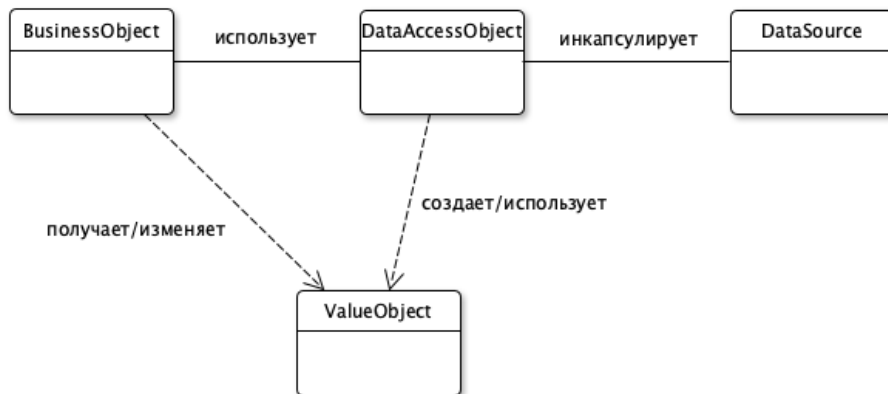 BusinessObject
использует
DataAccessObject
инкапсулирует
DataSource
получает/изменяет
создает/использует
ValueObject